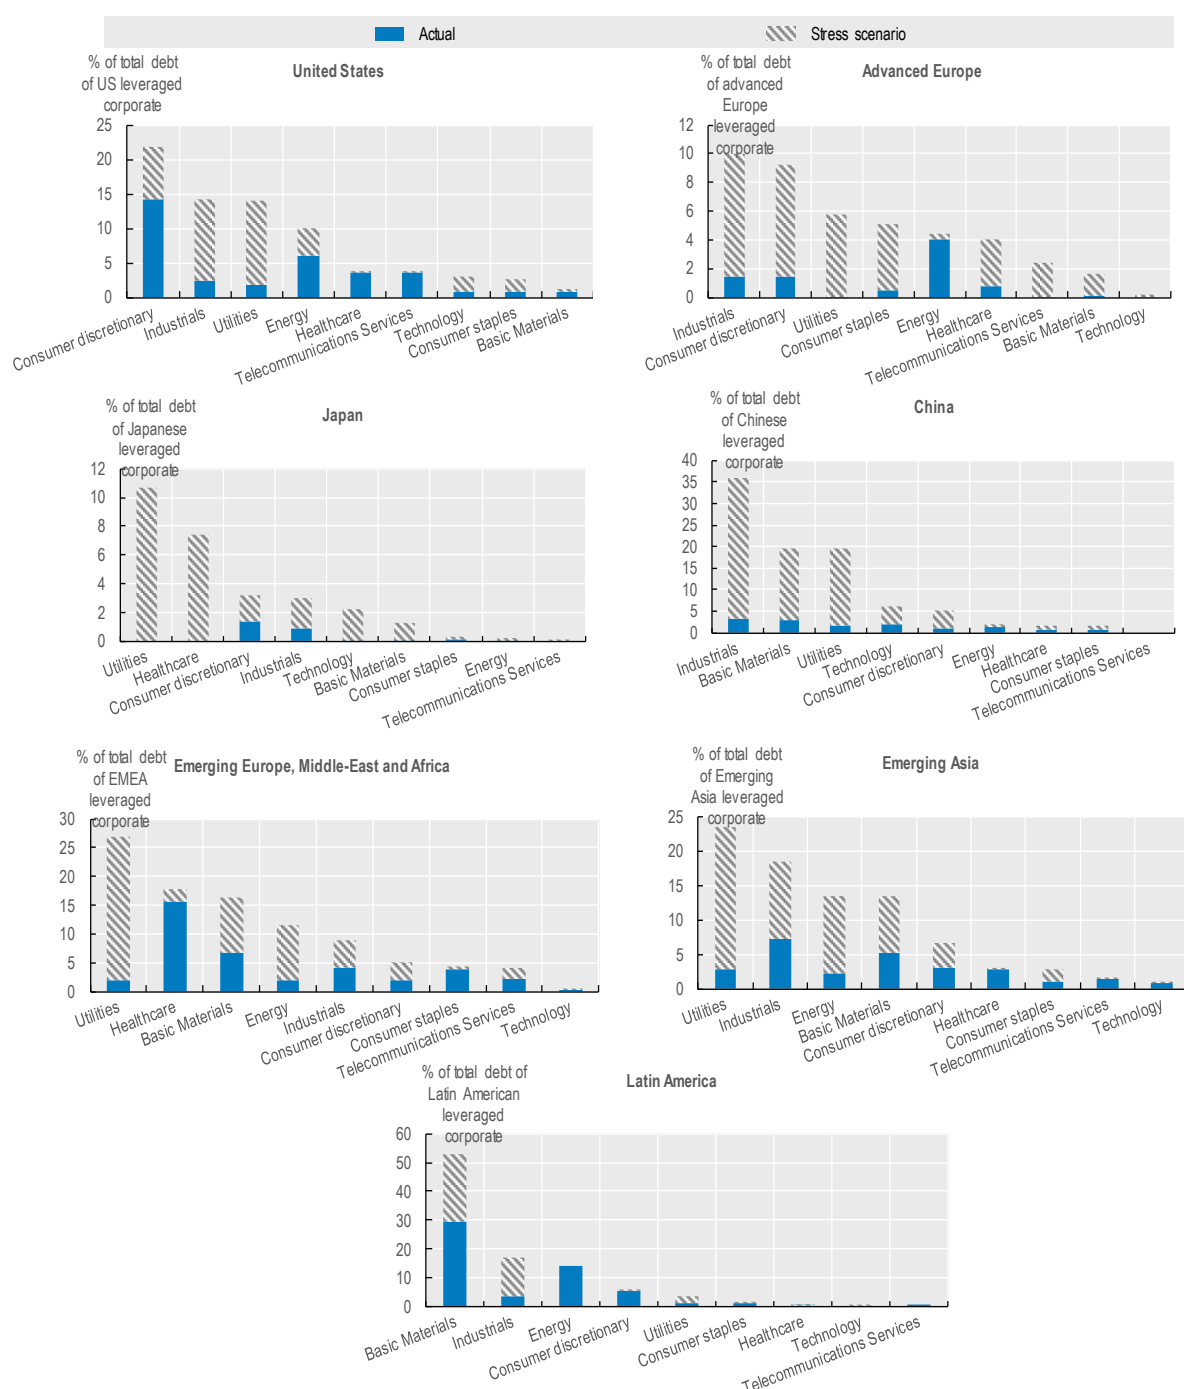 Actual
Stress scenario
% of total debt
of US leveraged
corporate
United States
25
20
15
10
5
0
Consumer discretionary
Industrials
Utilities
Energy
Healthcare
Telecommunications Services
Technology
Consumer staples
Basic Materials
% of total debt
of advanced
Europe
leveraged
corporate
Advanced Europe
12
10
8
6
4
2
0
Industrials
Consumer discretionary
Utilities
Consumer staples
Energy
Healthcare
Telecommunications Services
Basic Materials
Technology
% of total debt
of Japanese
leveraged
corporate
Japan
12
10
8
6
4
2
0
Utilities
Healthcare
Consumer discretionary
Industrials
Technology
Basic Materials
Consumer staples
Energy
Telecommunications Services
% of total debt
of Chinese
leveraged
corporate
China
40
35
30
25
20
15
10
5
0
Industrials
Basic Materials
Utilities
Technology
Consumer discretionary
Energy
Healthcare
Consumer staples
Telecommunications Services
% of total debt
of EMEA
leveraged
corporate
Emerging Europe, Middle-East and Africa
30
25
20
15
10
5
0
Utilities
Healthcare
Basic Materials
Energy
Industrials
Consumer discretionary
Consumer staples
Telecommunications Services
Technology
% of total debt
of Emerging
Asia leveraged
corporate
Emerging Asia
25
20
15
10
5
0
Utilities
Industrials
Energy
Basic Materials
Consumer discretionary
Healthcare
Consumer staples
Telecommunications Services
Technology
% of total debt of
Latin American
leveraged
corporate
Latin America
60
50
40
30
20
10
0
Basic Materials
Industrials
Energy
Consumer discretionary
Utilities
Consumer staples
Healthcare
Technology
Telecommunications Services